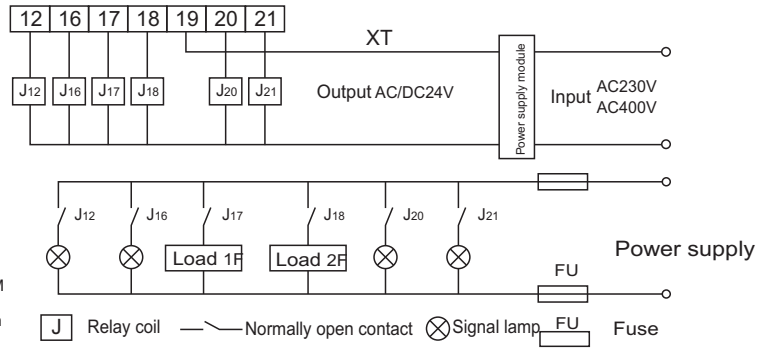 12 16 17 18 19 20 21
XT
J12 J16 J17 J18 J20 J21
Output AC/DC24V
Power supply module
Input AC230V
AC400V
J12 J16 J17 J18 J20 J21
Load 1F Load 2F
Power supply
FU
M
J Relay coil Normally open contact Signal lamp FU Fuse